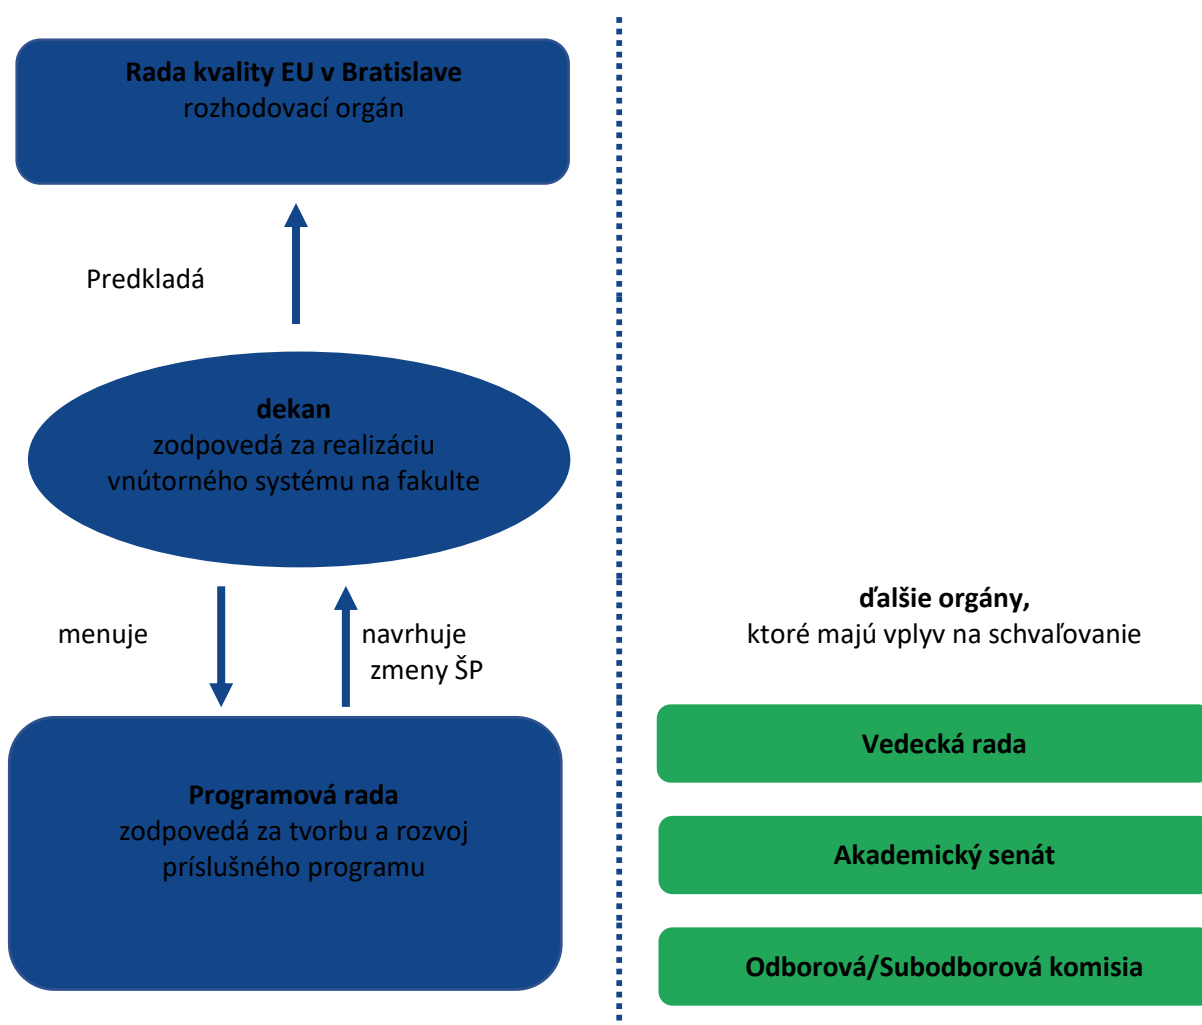 Rada kvality EU v Bratislave
rozhodovací orgán
Predkladá
dekan
zodpovedá za realizáciu
vnútorného systému na fakulte
menuje
navrhuje
zmeny ŠP
Programová rada
zodpovedá za tvorbu a rozvoj
príslušného programu
ďalšie orgány,
ktoré majú vplyv na schvaľovanie
Vedecká rada
Akademický senát
Odborová/Subodborová komisia